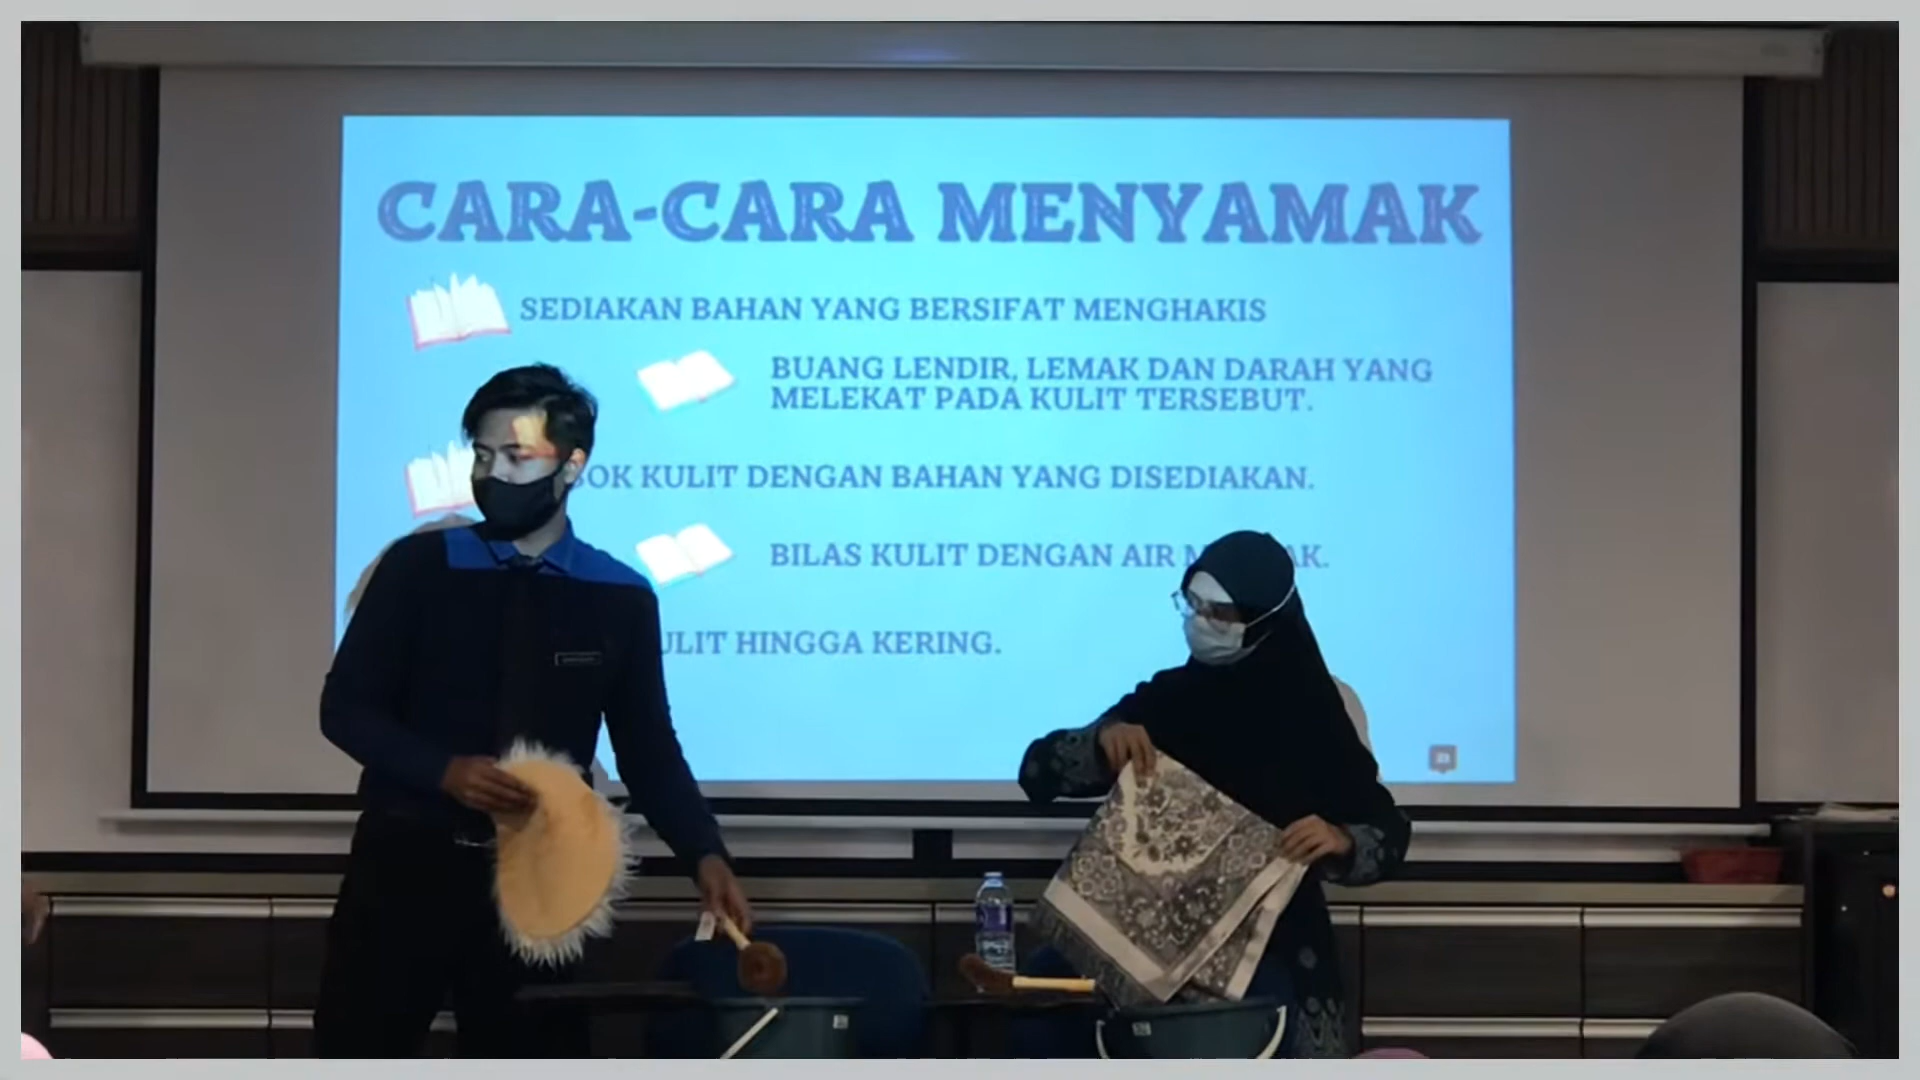 CARA-CARA MENYAMAK
SEDIAKAN BAHAN YANG BERSIFAT MENGHAKIS
BUANG LENDIR, LEMAK DAN DARAH YANG
MELEKAT PADA KULIT TERSEBUT.
KULIT DENGAN BAHAN YANG DISEDIAKAN.
BILAS KULIT DENGAN AIR
HINGGA KERING.